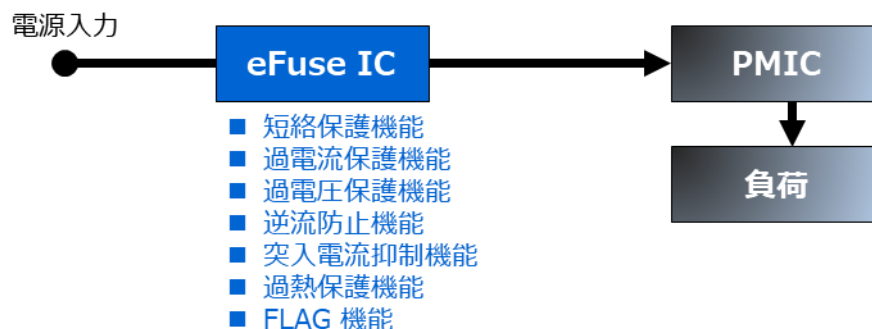 電源入力
eFuse IC
PMIC
負荷
■ 短絡保護機能
■ 過電流保護機能
■ 過電圧保護機能
■ 逆流防止機能
■ 突入電流抑制機能
■ 過熱保護機能
■ FLAG 機能